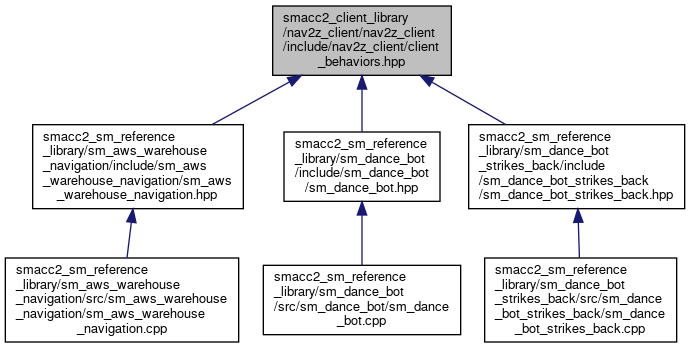 smacc2_client_library
/nav2z_client/nav2z_client
/include/nav2z_client/client
_behaviors.hpp
smacc2_sm_reference
_library/sm_aws_warehouse
_navigation/include/sm_aws
_warehouse_navigation/sm_aws
_warehouse_navigation.hpp
smacc2_sm_reference
_library/sm_dance_bot
/include/sm_dance_bot
/sm_dance_bot.hpp
smacc2_sm_reference
_library/sm_dance_bot
_strikes_back/include
/sm_dance_bot_strikes_back
/sm_dance_bot_strikes_back.hpp
smacc2_sm_reference
_library/sm_aws_warehouse
_navigation/src/sm_aws_warehouse
_navigation/sm_aws_warehouse
_navigation.cpp
smacc2_sm_reference
_library/sm_dance_bot
/src/sm_dance_bot/sm_dance
_bot.cpp
smacc2_sm_reference
_library/sm_dance_bot
_strikes_back/src/sm_dance
_bot_strikes_back/sm_dance
_bot_strikes_back.cpp